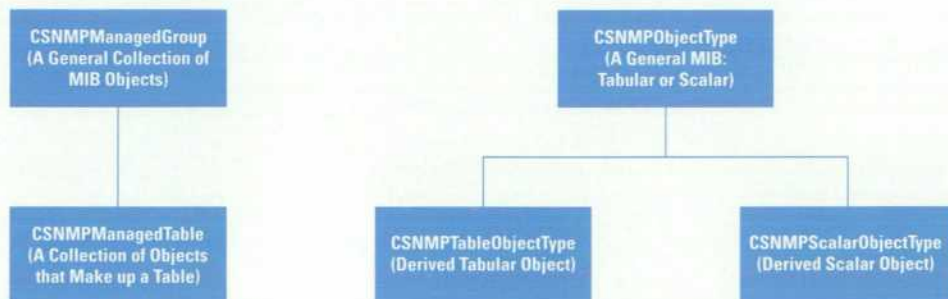 CSNMPManagedGroup
(A General Collection of
MIB Objects)
CSNMPObjectType
(A General MIB:
Tabular or Scalar)
CSNMPManagedTable
(A Collection of Objects
that Make up a Table)
CSNMPTableObjectType
(Derived Tabular Object)
CSNMPScalarObjectType
(Derived Scalar Object)